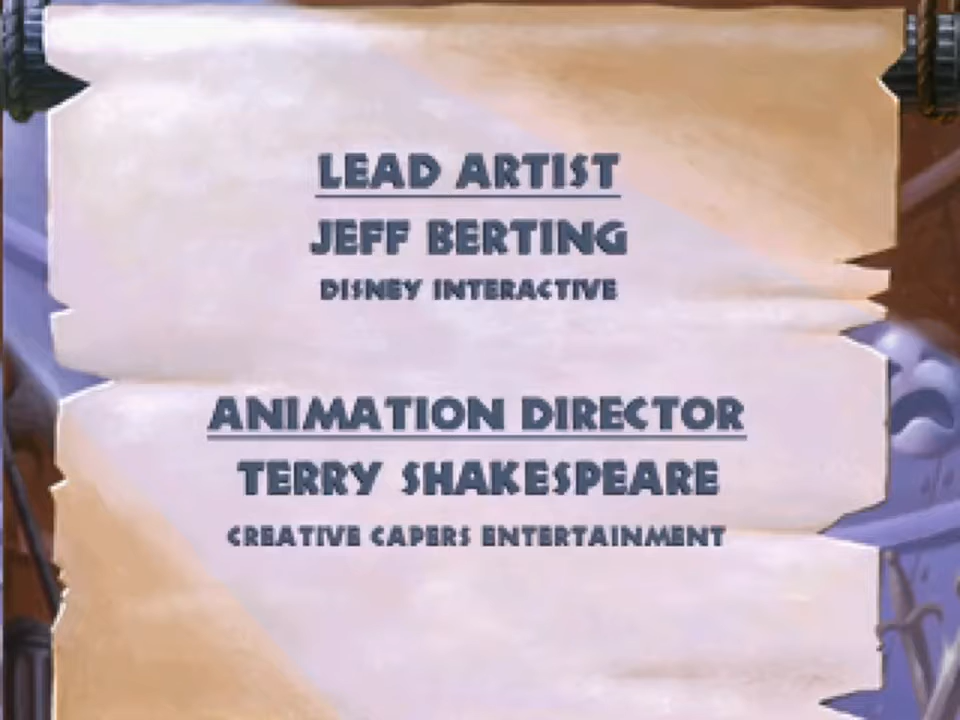 LEAD ARTIST
JEFF BERTING
DISNEY INTERACTIVE
ANIMATION DIRECTOR
TERRY SHAKESPEARE
CREATIVE CAPERS ENTERTAINMENT